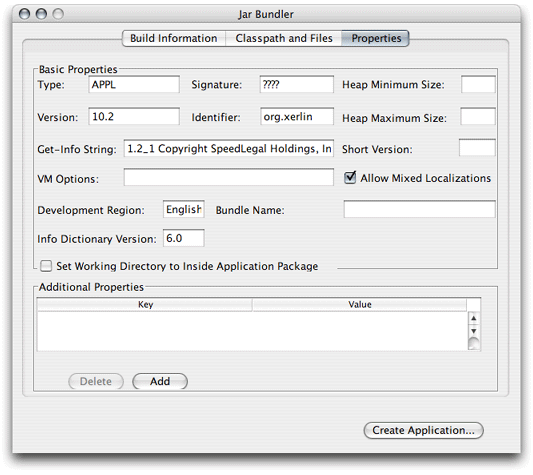 Jar Bundler
Build Information Classpath and Files Properties
Basic Properties
Type: APPL Signature: ???? Heap Minimum Size:
Version: 10.2 Identifier: org.xerlin Heap Maximum Size:
Get-Info String: 1.2_1 Copyright SpeedLegal Holdings, In Short Version:
VM Options: Allow Mixed Localizations
Development Region: English Bundle Name:
Info Dictionary Version: 6.0
Set Working Directory to Inside Application Package
Additional Properties
Key Value
Delete Add
Create Application...